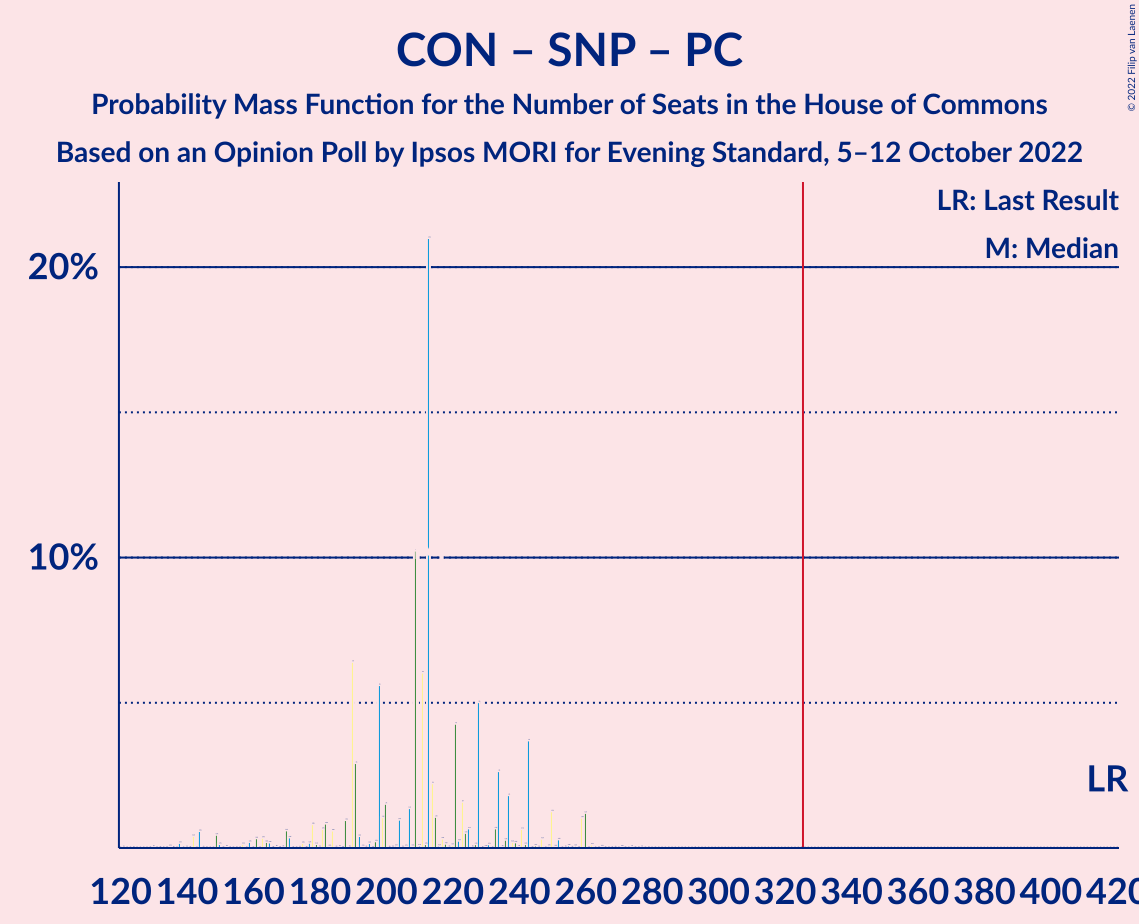 CON – SNP – PC
Probability Mass Function for the Number of Seats in the House of Commons
Based on an Opinion Poll by Ipsos MORI for Evening Standard, 5–12 October 2022
© 2022 Filip van Laenen
LR: Last Result
M: Median
20%
10%
LR
120 140 160 180 200 220 240 260 280 300 320 340 360 380 400 420